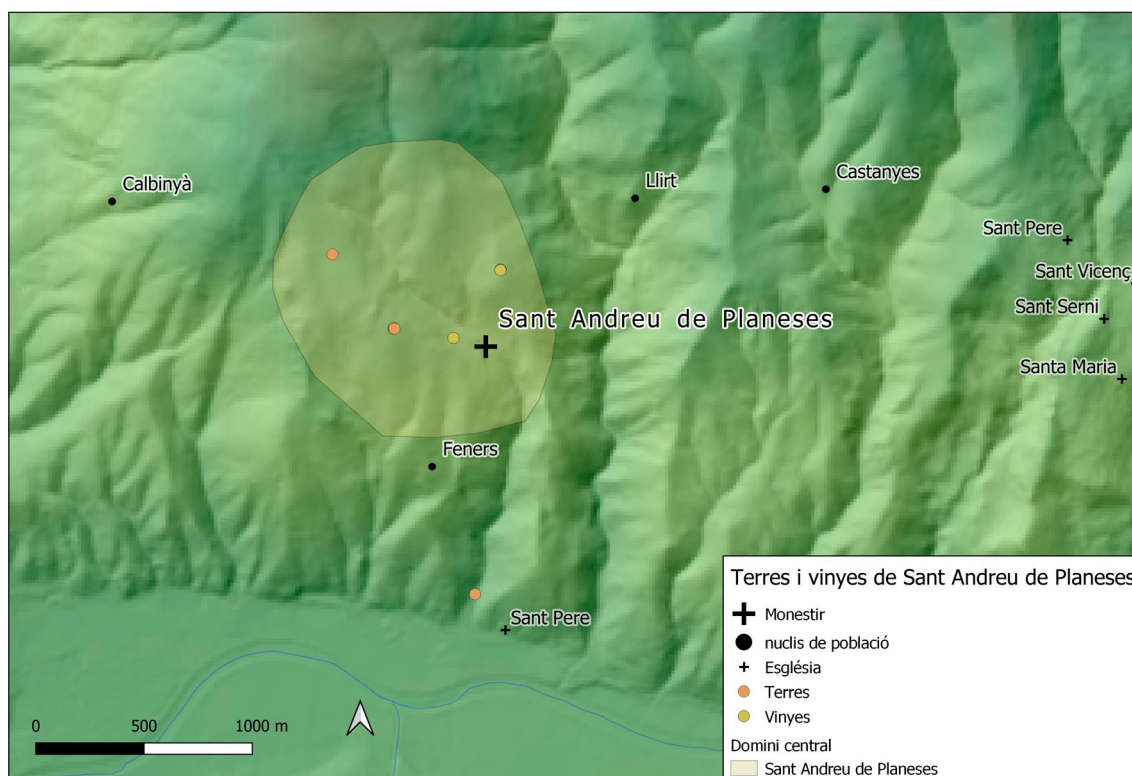 Calbinyà
Llirt
Castanyes
Sant Pere
Sant Vicenç
Sant Serni
Sant Andreu de Planeses
Santa Maria
Feners
Sant Pere
Terres i vinyes de Sant Andreu de Planeses
Monestir
nuclis de població
Església
Terres
Vinyes
Domini central
Sant Andreu de Planeses
0 500 1000 m